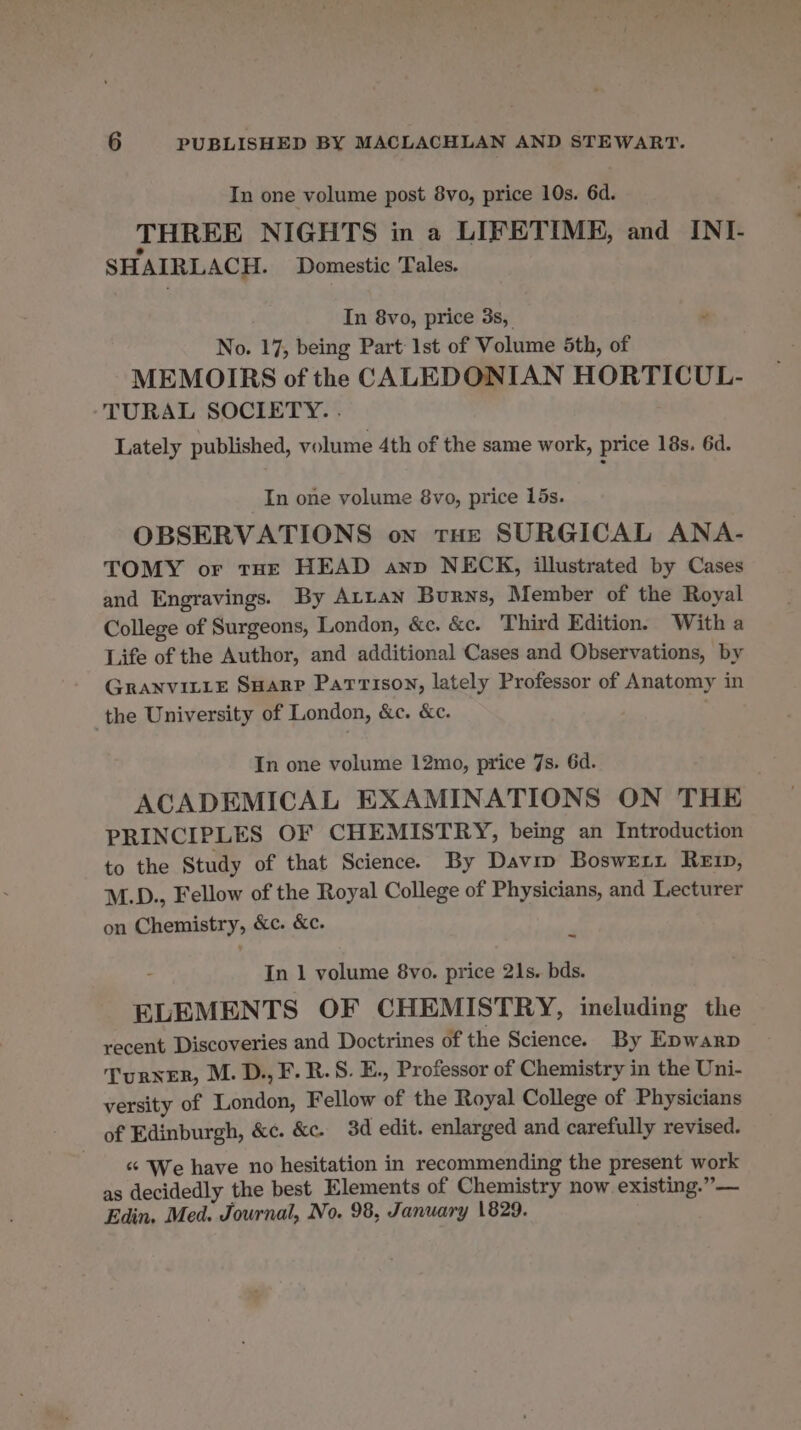 6 PUBLISHED BY MACLACHLAN AND STEWART.
In one volume post 8vo, price 10s. 6d.
THREE NIGHTS in a LIFETIME, and INI-
SHAIRLACH. Domestic Tales.
In 8vo, price 3s,
No. 17, being Part 1st of Volume 5th, of
MEMOIRS of the CALEDONIAN HORTICUL-
TURAL SOCIETY.
Lately published, volume 4th of the same work, price 18s. 6d.
In one volume 8vo, price 15s.
OBSERVATIONS ON THE SURGICAL ANA-
TOMY OF THE HEAD AND NECK, illustrated by Cases
and Engravings. By ALLAN BURNS, Member of the Royal
College of Surgeons, London, &c. &c. Third Edition. With a
Life of the Author, and additional Cases and Observations, by
GRANVILLE SHARP PATTISON, lately Professor of Anatomy in
the University of London, &c. &c.
In one volume 12mo, price 7s. 6d.
ACADEMICAL EXAMINATIONS ON THE
PRINCIPLES OF CHEMISTRY, being an Introduction
to the Study of that Science. By DAVID BOSWELL REID,
M.D., Fellow of the Royal College of Physicians, and Lecturer
on Chemistry, &c. &c.
In 1 volume 8vo. price 21s. bds.
ELEMENTS OF CHEMISTRY, including the
recent Discoveries and Doctrines of the Science. By EDWARD
TURNER, M. D., F. R. S. E., Professor of Chemistry in the Uni-
versity of London, Fellow of the Royal College of Physicians
of Edinburgh, &c. &c. 3d edit. enlarged and carefully revised.
“ We have no hesitation in recommending the present work
as decidedly the best Elements of Chemistry now existing.”—
Edin. Med. Journal, No. 98, January 1829.